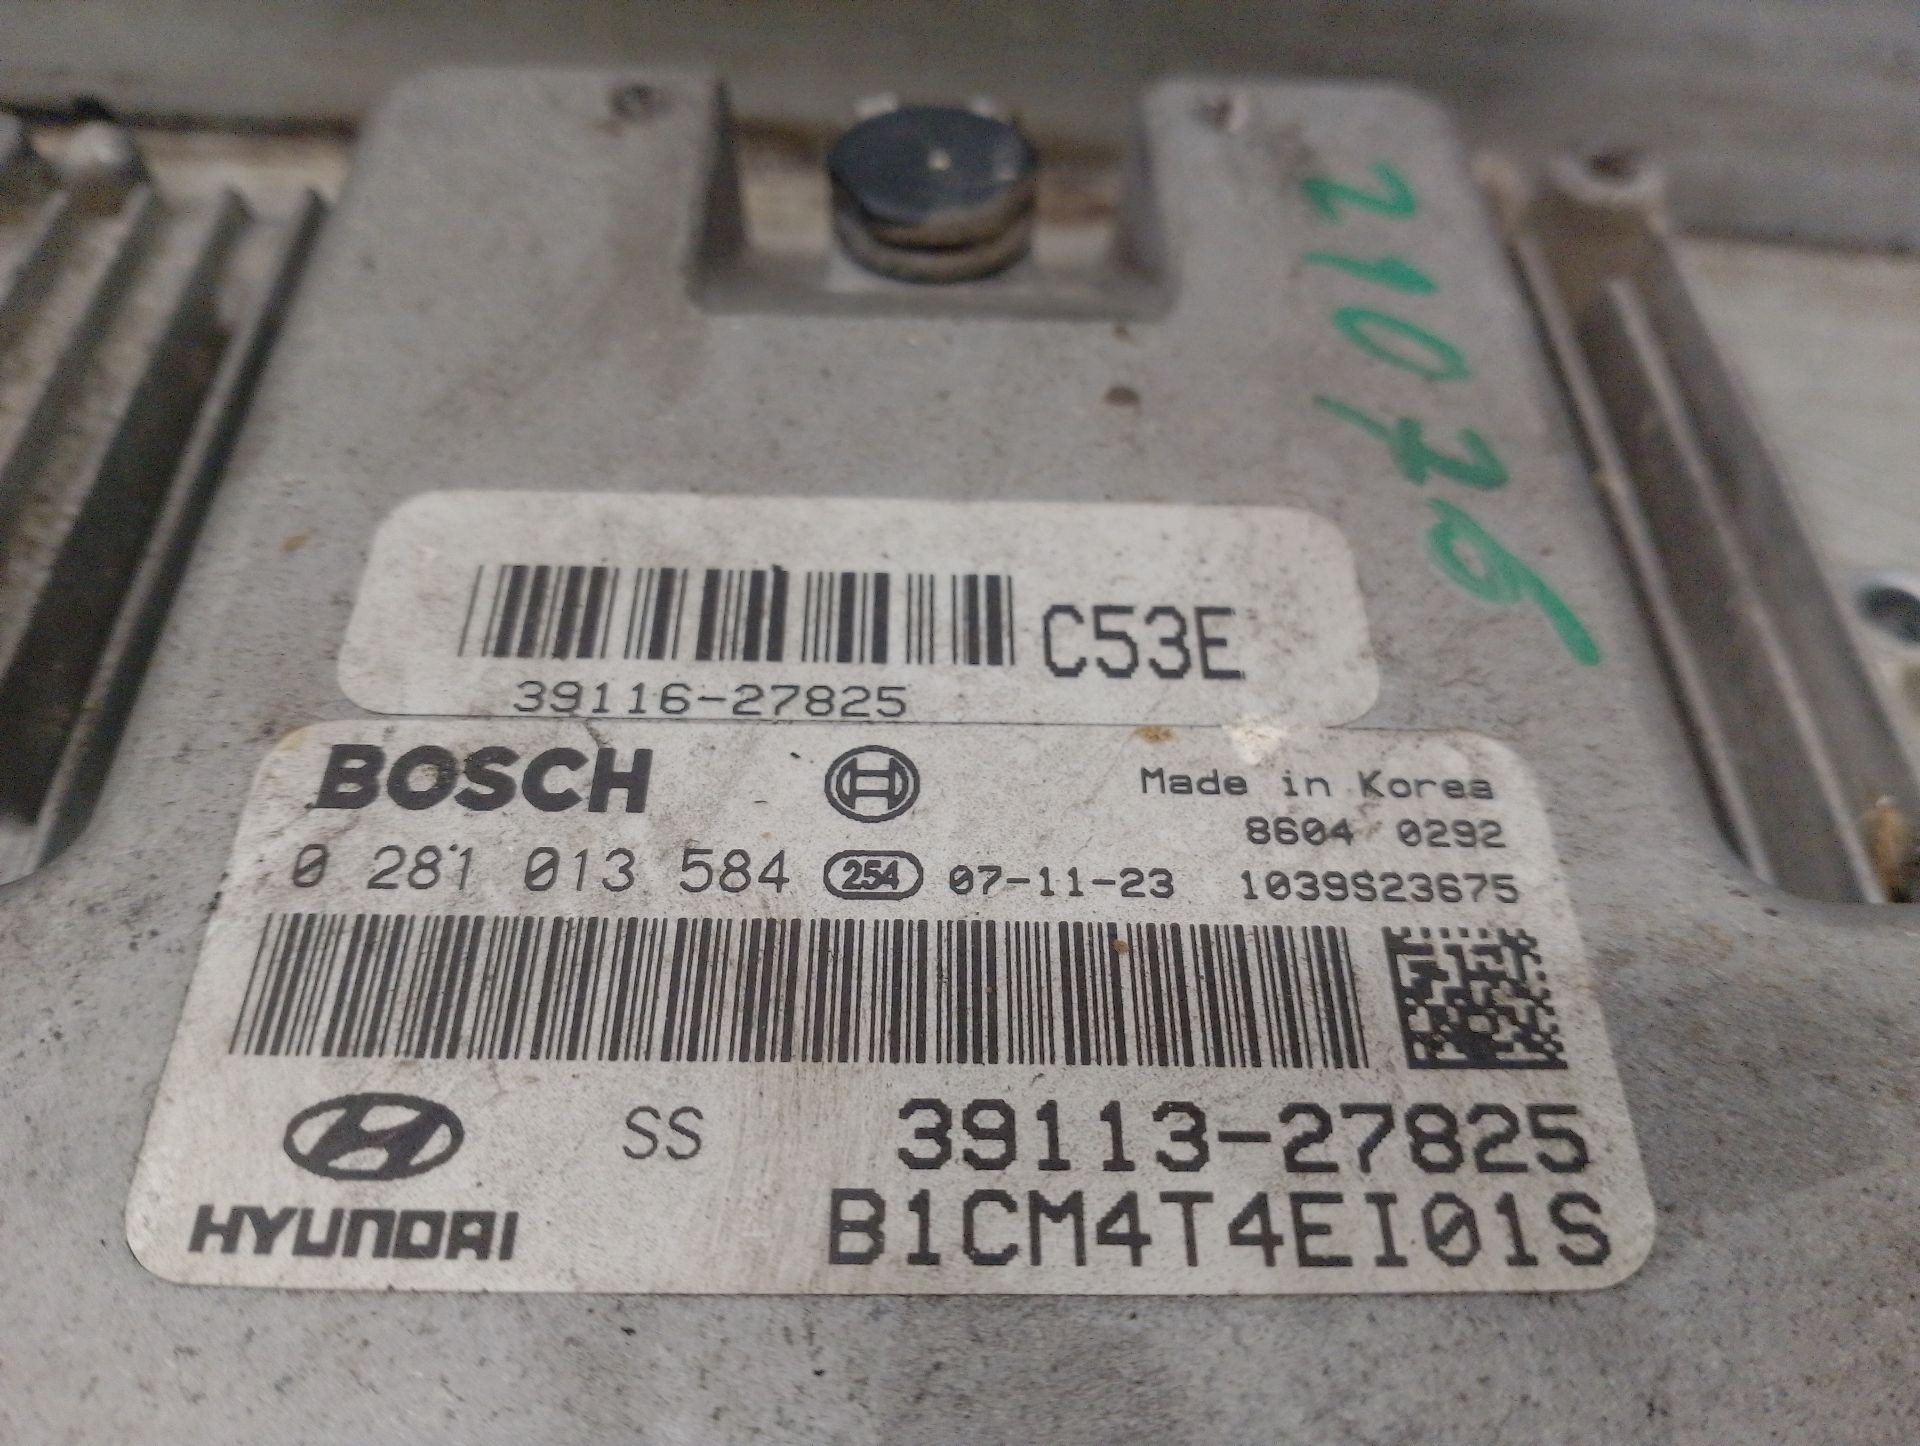 21076
C53E
39116-27825
BOSCH
Made in Korea
8604 0292
0 281 013 584 254 07-11-23 1039S23675
SS 39113-27825
HYUNDAI B1CM4T4EI01S